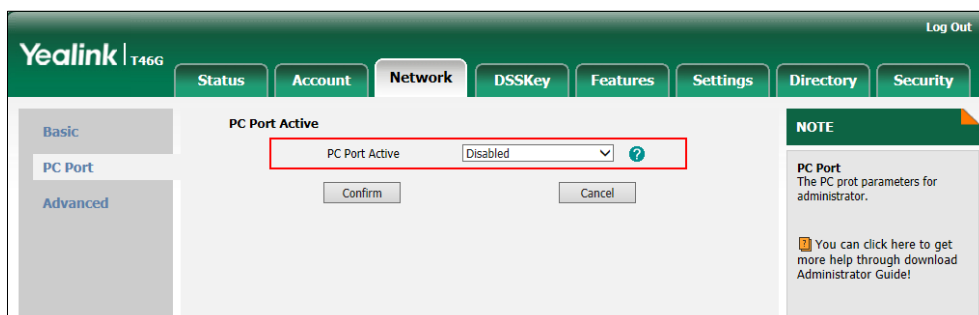 Log Out
Yealink | T46G
Status Account Network DSSKey Features Settings Directory Security
Basic
PC Port
Advanced
PC Port Active
PC Port Active Disabled ?
Confirm Cancel
NOTE
PC Port
The PC prot parameters for
administrator.
? You can click here to get
more help through download
Administrator Guide!